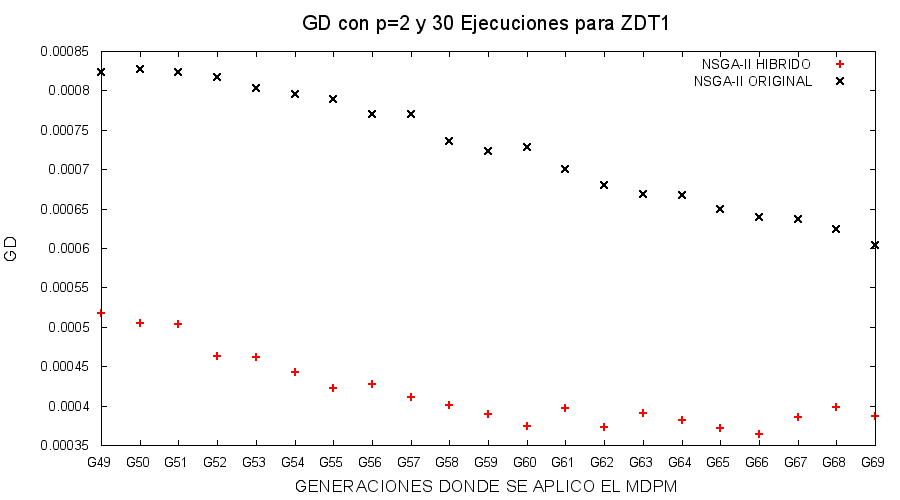 GD con p=2 y 30 Ejecuciones para ZDT1
NSGA-II HIBRIDO
NSGA-II ORIGINAL
0.00085
0.0008
0.00075
0.0007
0.00065
0.0006
0.00055
0.0005
0.00045
0.0004
0.00035
GD
G49 G50 G51 G52 G53 G54 G55 G56 G57 G58 G59 G60 G61 G62 G63 G64 G65 G66 G67 G68 G69
GENERACIONES DONDE SE APLICO EL MDPM